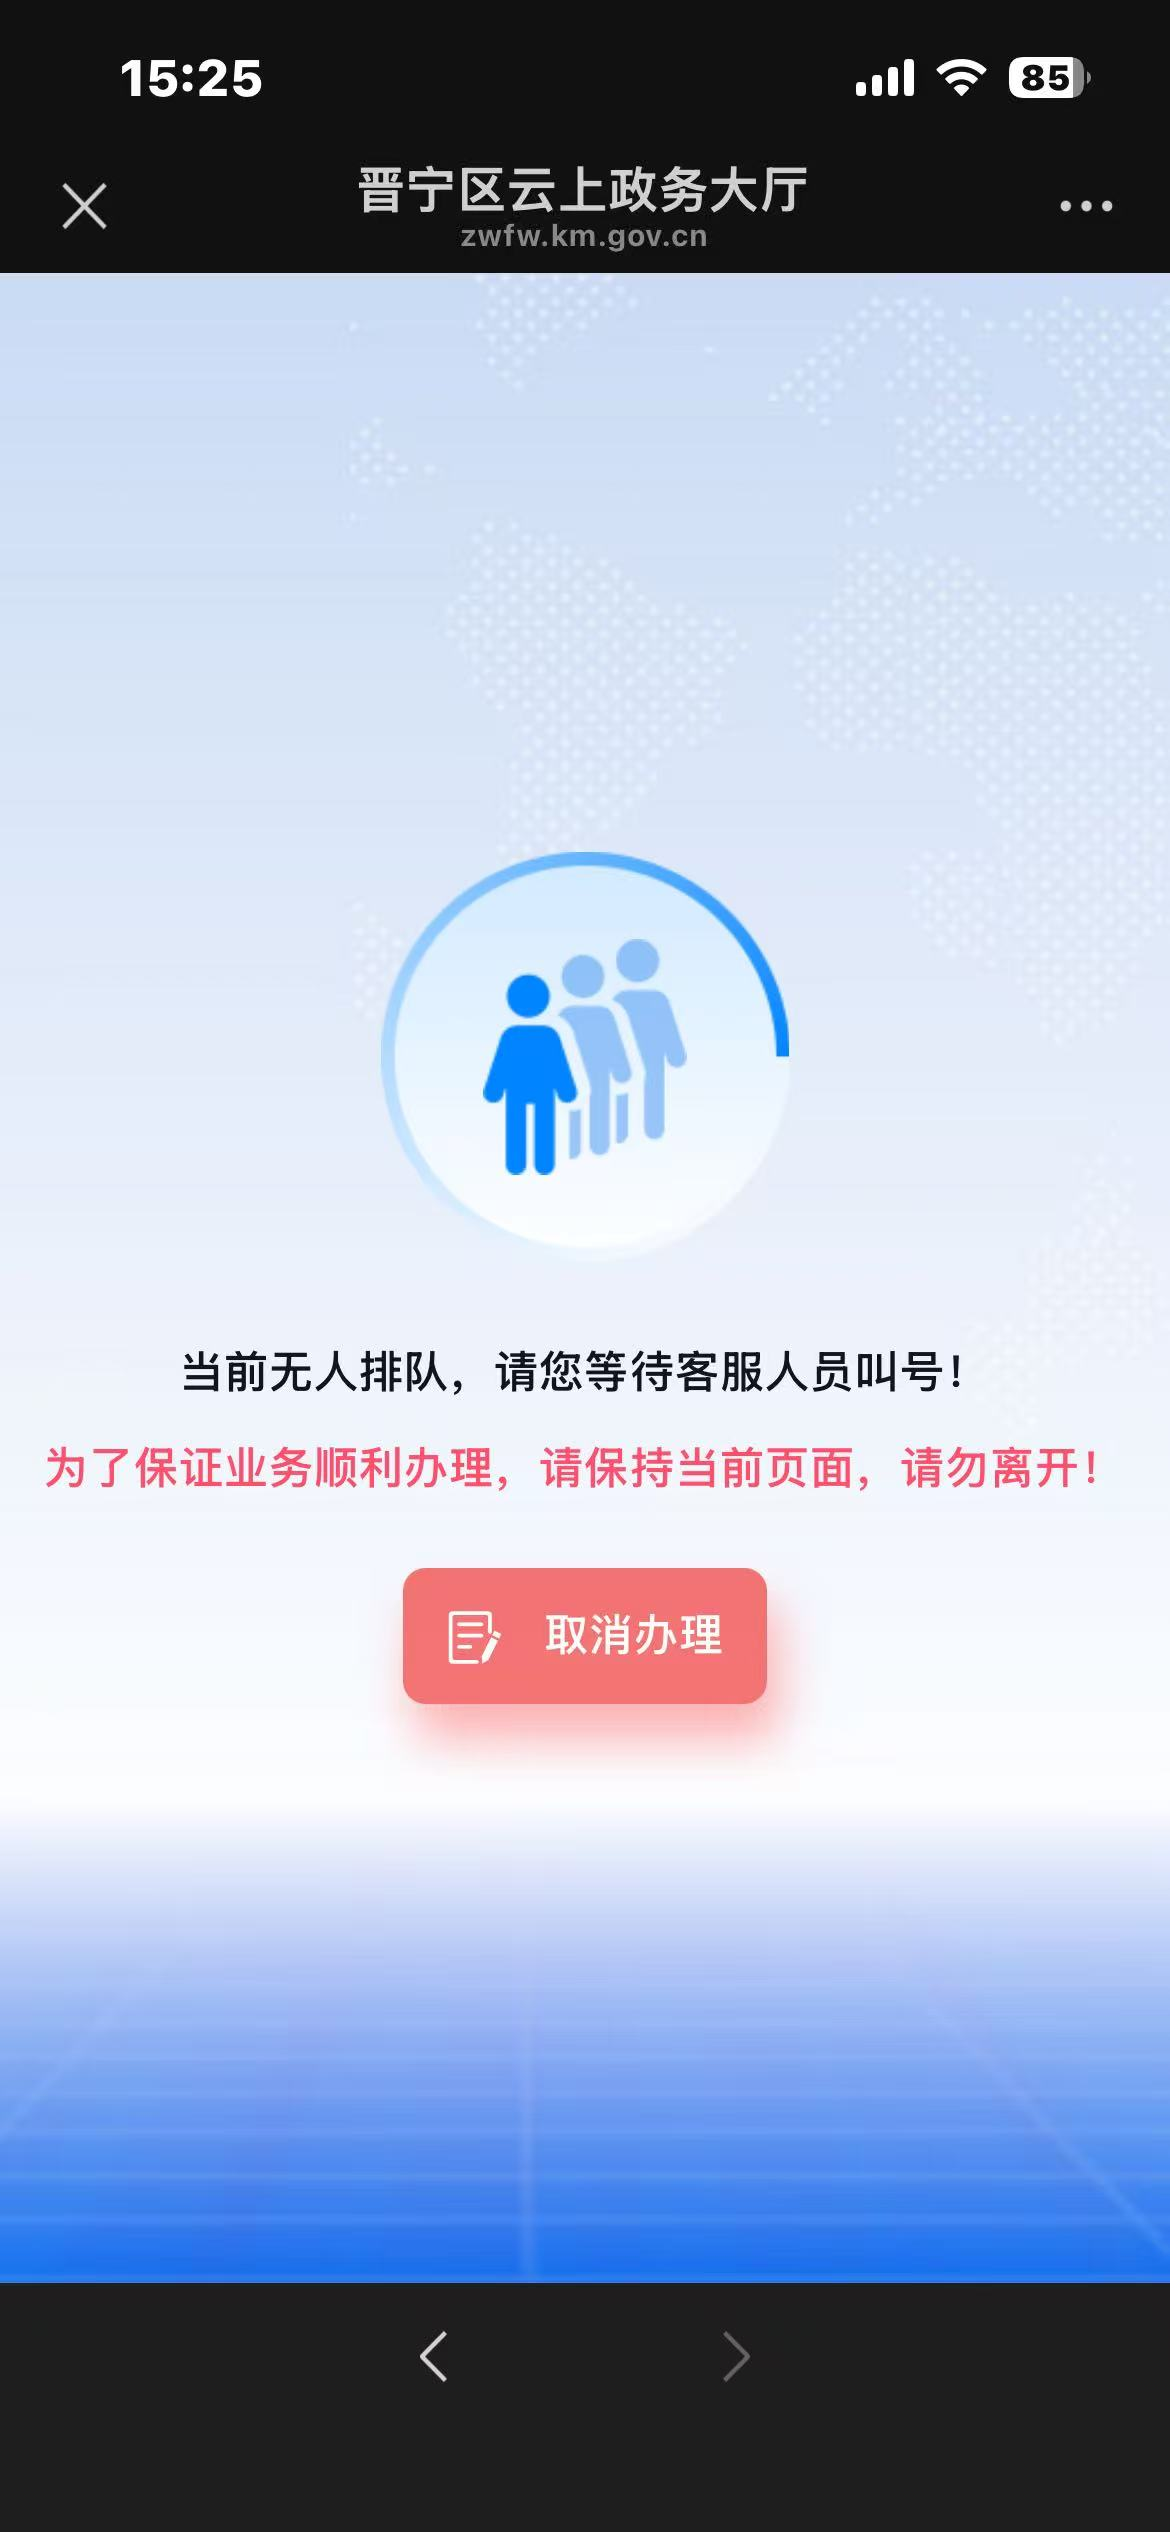 15:25
85
晋宁区云上政务大厅
zwfw.km.gov.cn
当前无人排队，请您等待客服人员叫号！
为了保证业务顺利办理，请保持当前页面，请勿离开！
取消办理